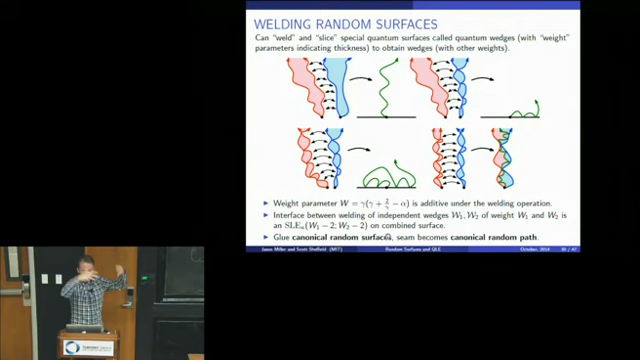 WELDING RANDOM SURFACES
Can "weld" and "slice" special quantum surfaces called quantum wedges (with "weight"
parameters indicating thickness) to obtain wedges (with other weights).
Weight parameter W = γ(γ + 2/γ − α) is additive under the welding operation.
Interface between welding of independent wedges W₁, W₂ of weight W₁ and W₂ is
an SLEκ(W₁ − 2; W₂ − 2) on combined surface.
Glue canonical random surfaces, seam becomes canonical random path.
Jason Miller and Scott Sheffield (MIT)
Random Surfaces and QLE
October, 2014